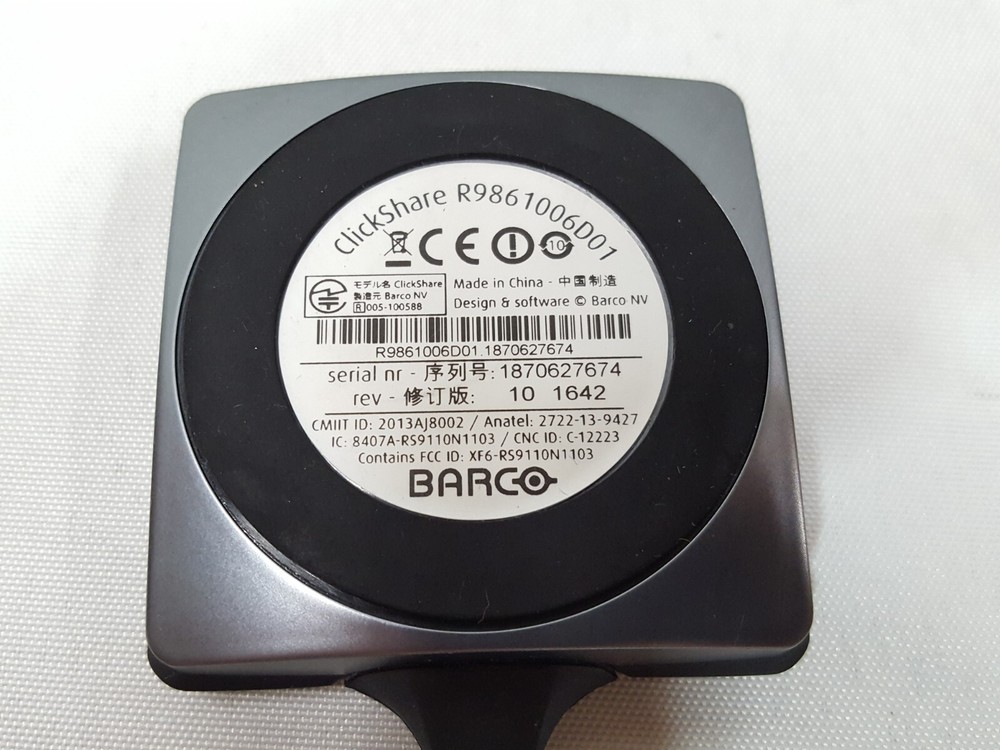 ClickShare R9861006D01
CE 10
モデル名 ClickShare
製造元 Barco NV
R 005-100588
Made in China - 中国制造
Design & software © Barco NV
R9861006D01.1870627674
serial nr - 序列号: 1870627674
rev - 修订版: 10 1642
CMIIT ID: 2013AJ8002 / Anatel: 2722-13-9427
IC: 8407A-RS9110N1103 / CNC ID: C-12223
Contains FCC ID: XF6-RS9110N1103
BARCO